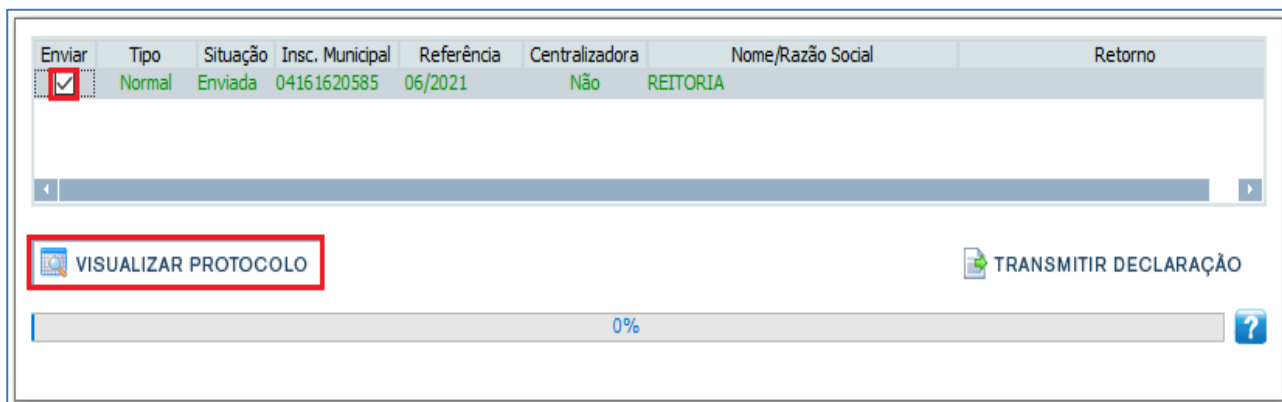 Enviar Tipo Situação Insc. Municipal Referência Centralizadora Nome/Razão Social Retorno
Normal Enviada 04161620585 06/2021 Não REITORIA
VISUALIZAR PROTOCOLO TRANSMITIR DECLARAÇÃO
0% ?